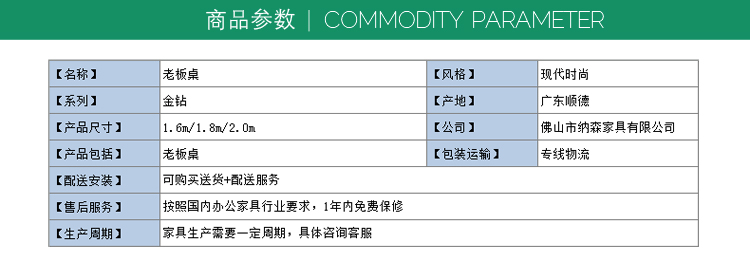 商品参数 | COMMODITY PARAMETER
【名称】 老板桌 【风格】 现代时尚
【系列】 金钻 【产地】 广东顺德
【产品尺寸】 1.6m/1.8m/2.0m 【公司】 佛山市纳森家具有限公司
【产品包括】 老板桌 【包装运输】 专线物流
【配送安装】 可购买送货+配送服务
【售后服务】 按照国内办公家具行业要求，1年内免费保修
【生产周期】 家具生产需要一定周期，具体咨询客服